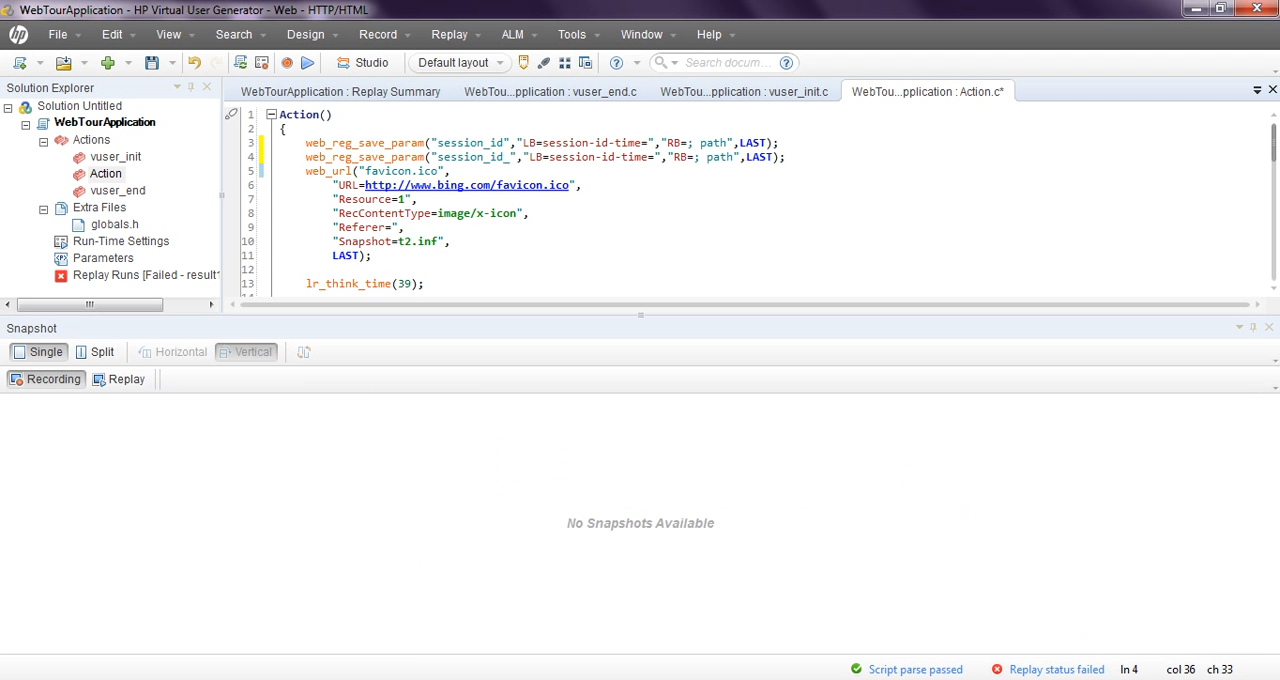 WebTourApplication - HP Virtual User Generator - Web - HTTP/HTML
hp File Edit View Search Design Record Replay ALM Tools Window Help
Studio Default layout Search docum...
Solution Explorer
Solution Untitled
WebTourApplication
Actions
vuser_init
Action
vuser_end
Extra Files
globals.h
Run-Time Settings
Parameters
Replay Runs [Failed - result1
WebTourApplication : Replay Summary WebTou...pplication : vuser_end.c WebTou...pplication : vuser_init.c WebTou...pplication : Action.c*
1 Action()
2 {
3 web_reg_save_param("session_id","LB=session-id-time=","RB=; path",LAST);
4 web_reg_save_param("session_id_","LB=session-id-time=","RB=; path",LAST);
5 web_url("favicon.ico",
6 "URL=http://www.bing.com/favicon.ico",
7 "Resource=1",
8 "RecContentType=image/x-icon",
9 "Referer=",
10 "Snapshot=t2.inf",
11 LAST);
12
13 lr_think_time(39);
Snapshot
Single Split Horizontal Vertical
Recording Replay
No Snapshots Available
Script parse passed Replay status failed ln 4 col 36 ch 33